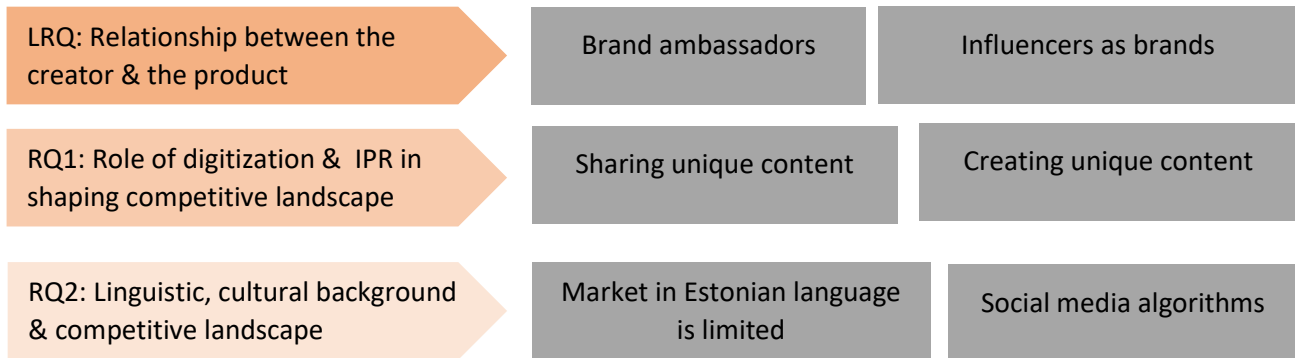 LRQ: Relationship between the
creator & the product
Brand ambassadors
Influencers as brands
RQ1: Role of digitization & IPR in
shaping competitive landscape
Sharing unique content
Creating unique content
RQ2: Linguistic, cultural background
& competitive landscape
Market in Estonian language
is limited
Social media algorithms